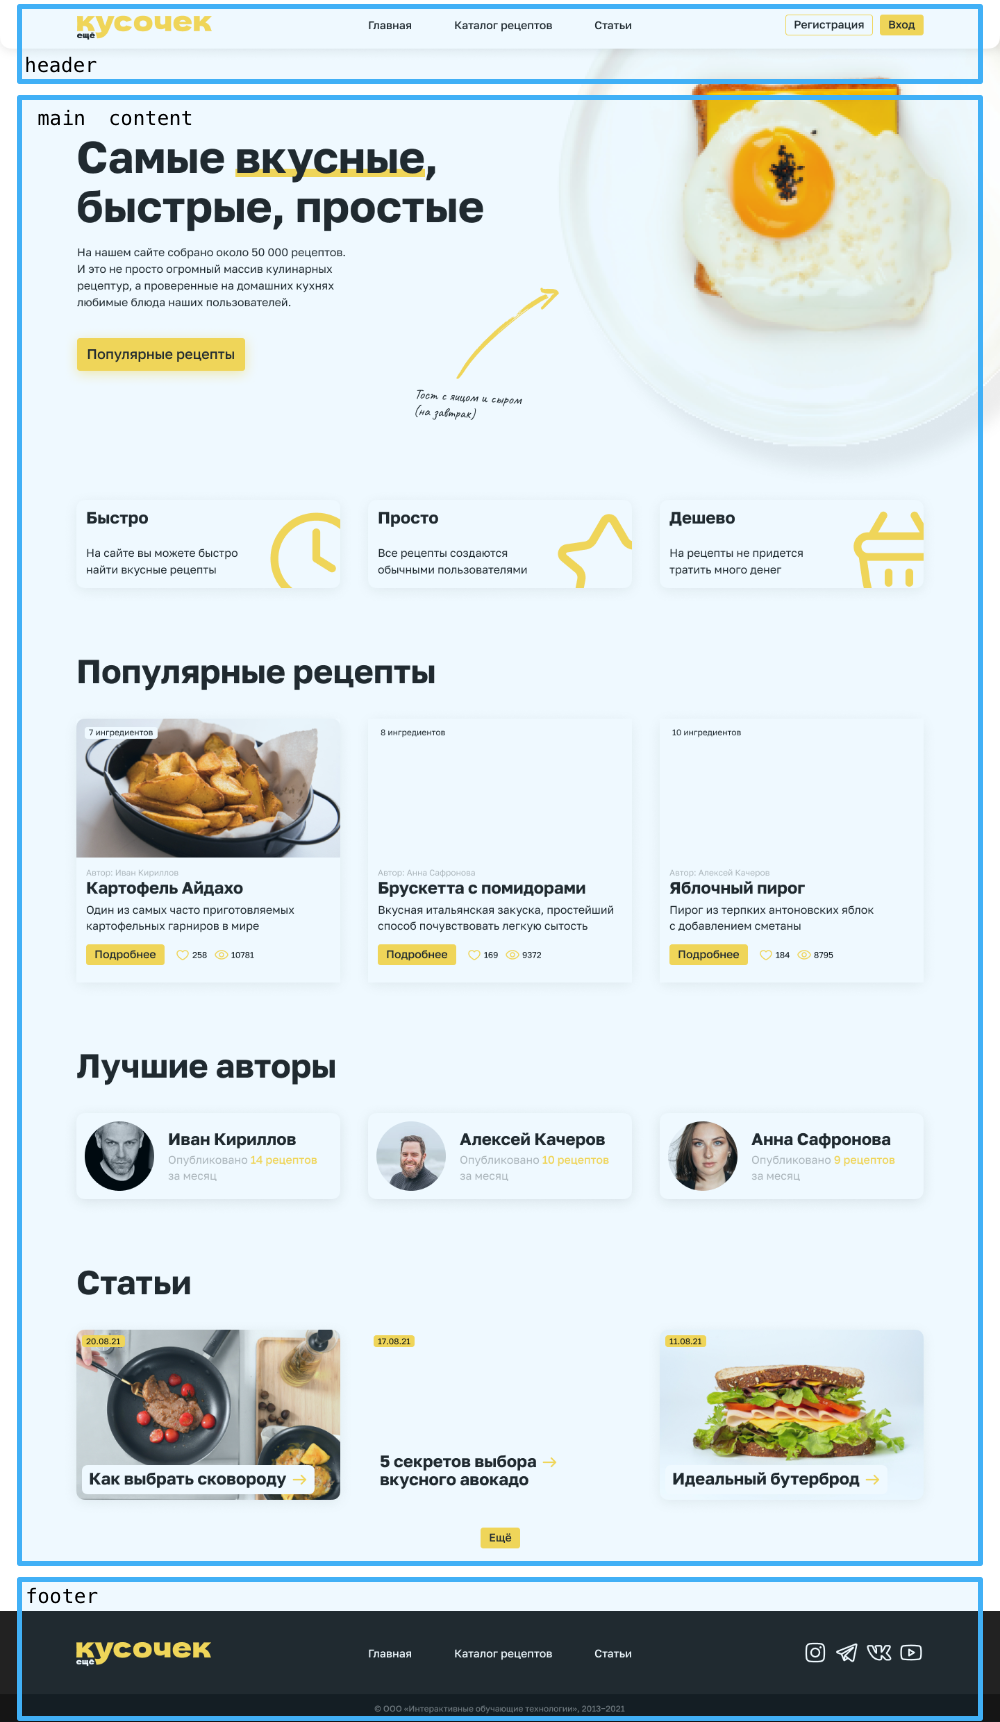 кусочек
ещё
Главная
Каталог рецептов
Статьи
Регистрация
Вход
header
main content
Самые вкусные,
быстрые, простые
На нашем сайте собрано около 50 000 рецептов.
И это не просто огромный массив кулинарных
рецептур, а проверенные на домашних кухнях
любимые блюда наших пользователей.
Популярные рецепты
Тост с яицом и сыром
(на завтрак)
Быстро
На сайте вы можете быстро
найти вкусные рецепты
Просто
Все рецепты создаются
обычными пользователями
Дешево
На рецепты не придется
тратить много денег
Популярные рецепты
7 ингредиентов
Автор: Иван Кириллов
Картофель Айдахо
Один из самых часто приготовляемых
картофельных гарниров в мире
Подробнее
258
10781
8 ингредиентов
Автор: Анна Сафронова
Брускетта с помидорами
Вкусная итальянская закуска, простейший
способ почувствовать легкую сытость
Подробнее
169
9372
10 ингредиентов
Автор: Алексей Качеров
Яблочный пирог
Пирог из терпких антоновских яблок
с добавлением сметаны
Подробнее
184
8795
Лучшие авторы
Иван Кириллов
Опубликовано 14 рецептов
за месяц
Алексей Качеров
Опубликовано 10 рецептов
за месяц
Анна Сафронова
Опубликовано 9 рецептов
за месяц
Статьи
20.08.21
Как выбрать сковороду
17.08.21
5 секретов выбора
вкусного авокадо
11.08.21
Идеальный бутерброд
Ещё
footer
кусочек
ещё
Главная
Каталог рецептов
Статьи
© ООО «Интерактивные обучающие технологии», 2013–2021